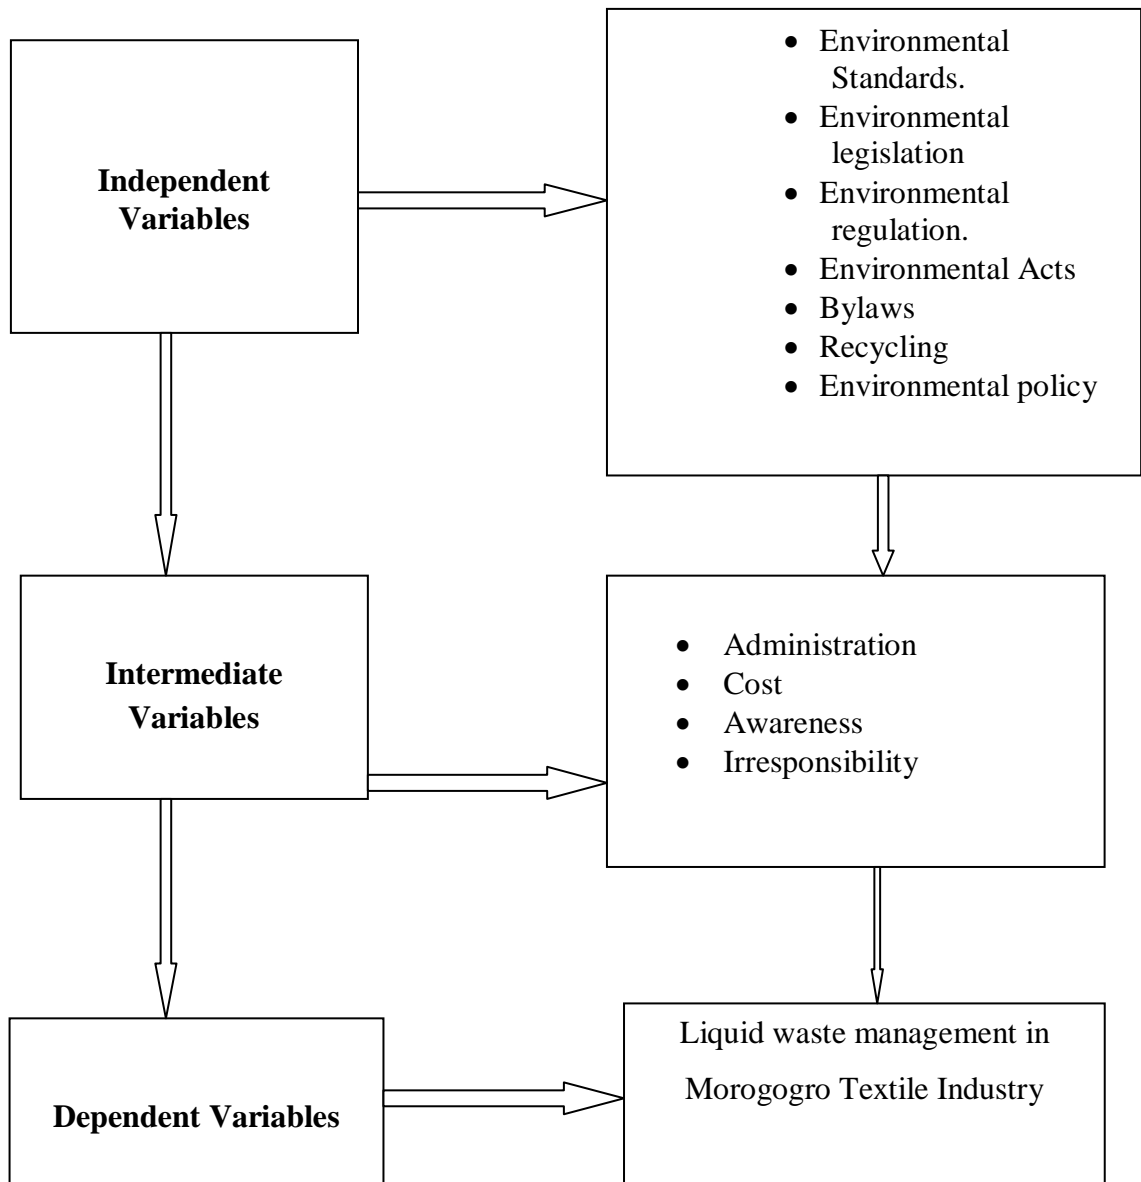 Independent
Variables
• Environmental
Standards.
• Environmental
legislation
• Environmental
regulation.
• Environmental Acts
• Bylaws
• Recycling
• Environmental policy
Intermediate
Variables
• Administration
• Cost
• Awareness
• Irresponsibility
Dependent Variables
Liquid waste management in
Morogogro Textile Industry